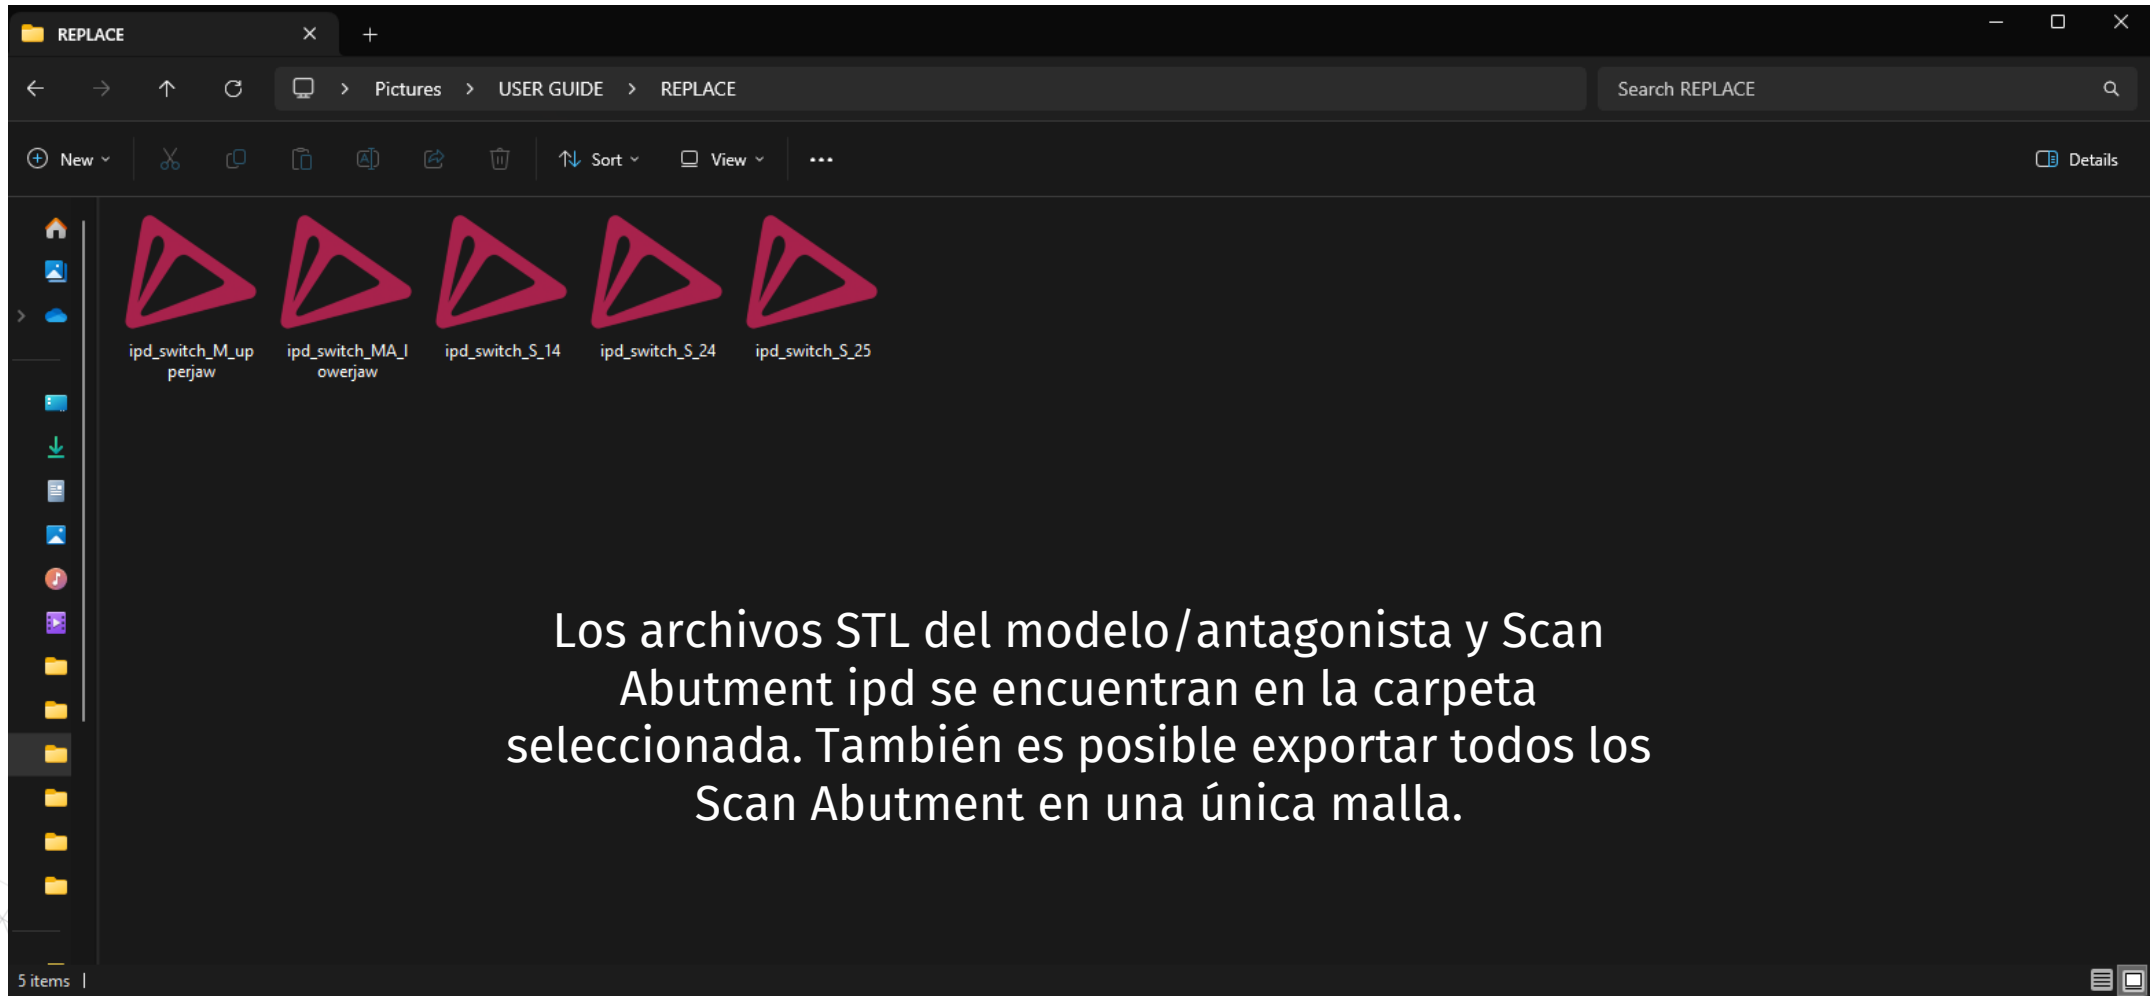 REPLACE
Pictures > USER GUIDE > REPLACE
Search REPLACE
New
Sort
View
Details
ipd_switch_M_up
perjaw
ipd_switch_MA_l
owerjaw
ipd_switch_S_14
ipd_switch_S_24
ipd_switch_S_25
Los archivos STL del modelo/antagonista y Scan
Abutment ipd se encuentran en la carpeta
seleccionada. También es posible exportar todos los
Scan Abutment en una única malla.
5 items